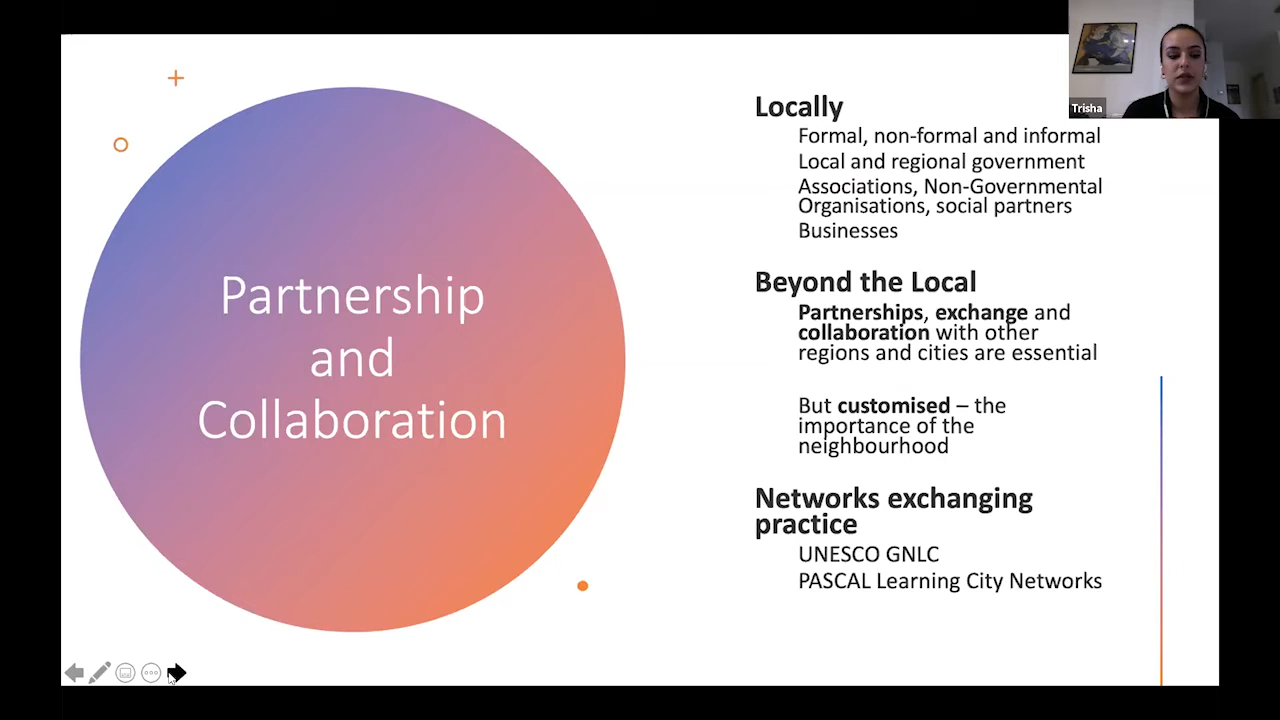 Partnership
and
Collaboration
Locally
Formal, non-formal and informal
Local and regional government
Associations, Non-Governmental
Organisations, social partners
Businesses
Beyond the Local
Partnerships, exchange and
collaboration with other
regions and cities are essential
But customised – the
importance of the
neighbourhood
Networks exchanging
practice
UNESCO GNLC
PASCAL Learning City Networks
Trisha